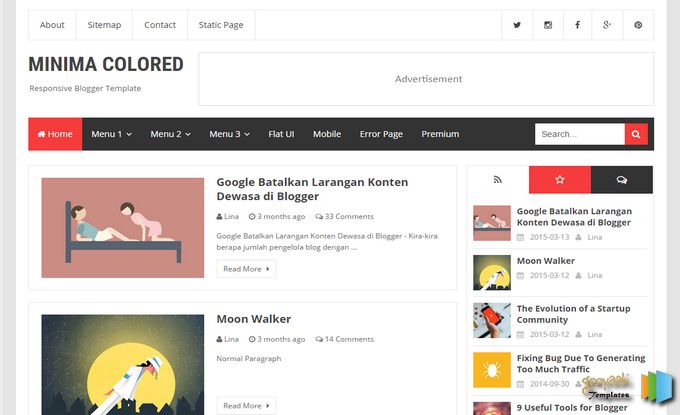 About Sitemap Contact Static Page
MINIMA COLORED
Responsive Blogger Template
Advertisement
Home Menu 1 Menu 2 Menu 3 Flat UI Mobile Error Page Premium Search...
Google Batalkan Larangan Konten
Dewasa di Blogger
Lina 3 months ago 33 Comments
Google Batalkan Larangan Konten Dewasa di Blogger - Kira-kira
berapa jumlah pengelola blog dengan ...
Read More
Moon Walker
Lina 3 months ago 14 Comments
Normal Paragraph
Read More
Google Batalkan Larangan
Konten Dewasa di Blogger
2015-03-13 Lina
Moon Walker
2015-03-12 Lina
The Evolution of a Startup
Community
2015-03-12 Lina
Fixing Bug Due To Generating
Too Much Traffic
2014-09-30
9 Useful Tools for Blogger
gooyaabi
Templates